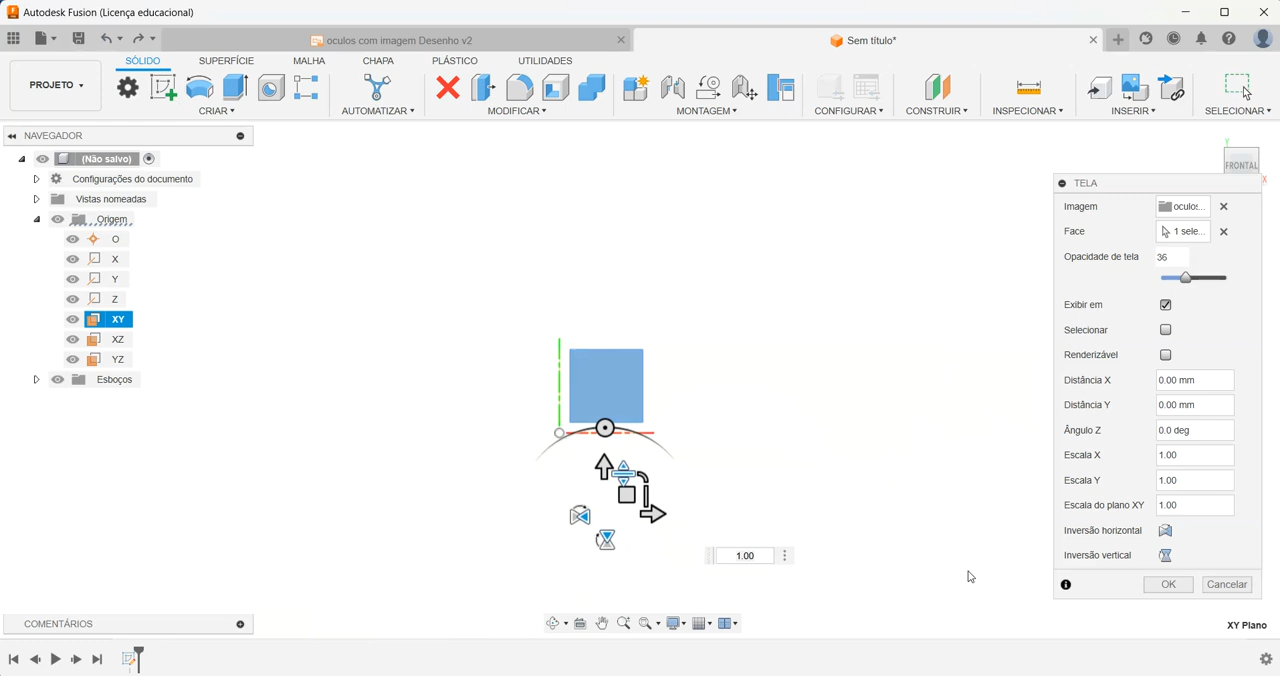 Autodesk Fusion (Licença educacional)
oculos com imagem Desenho v2
Sem título*
SÓLIDO SUPERFÍCIE MALHA CHAPA PLÁSTICO UTILIDADES
PROJETO
CRIAR AUTOMATIZAR MODIFICAR MONTAGEM CONFIGURAR CONSTRUIR INSPECIONAR INSERIR SELECIONAR
NAVEGADOR
(Não salvo)
Configurações do documento
Vistas nomeadas
Origem
O
X
Y
Z
XY
XZ
YZ
Esboços
Y
FRONTAL
X
TELA
Imagem oculos...
Face 1 sele...
Opacidade de tela 36
Exibir em
Selecionar
Renderizável
Distância X 0.00 mm
Distância Y 0.00 mm
Ângulo Z 0.0 deg
Escala X 1.00
Escala Y 1.00
Escala do plano XY 1.00
Inversão horizontal
Inversão vertical
OK Cancelar
1.00
COMENTÁRIOS
XY Plano